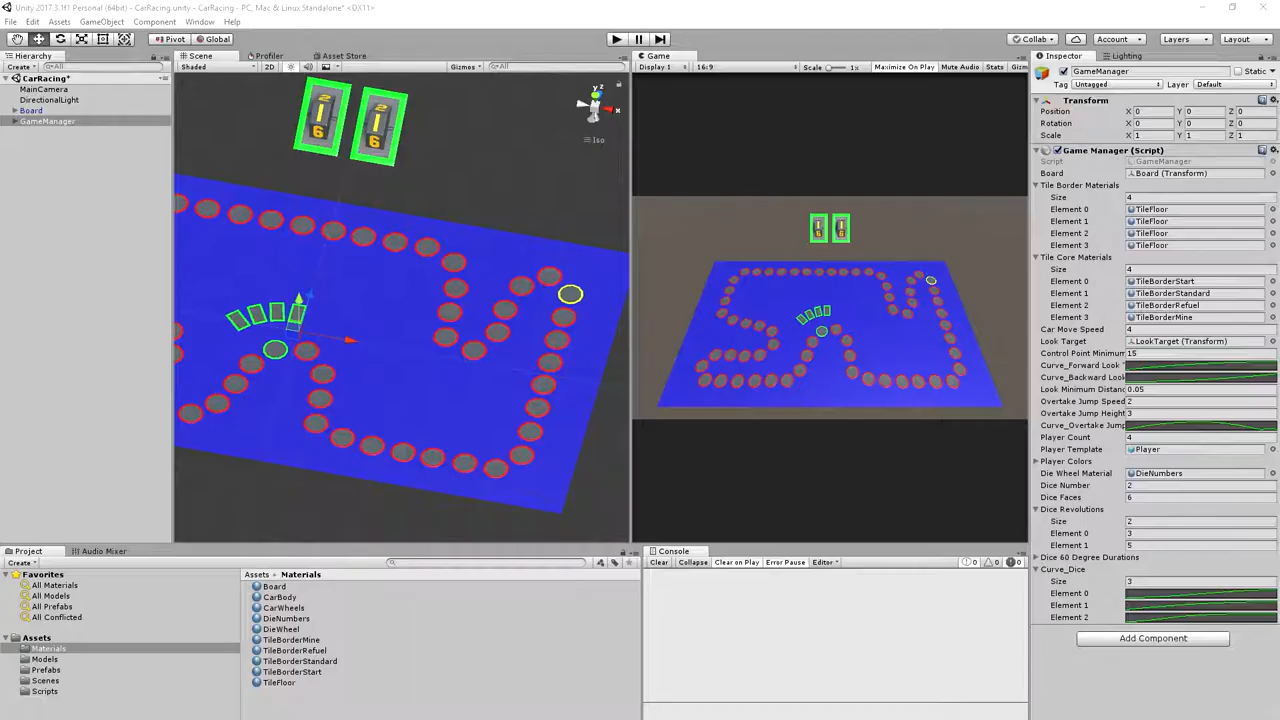 Unity 2017.3.1f1 Personal (64bit) - CarRacing.unity - CarRacing - PC, Mac & Linux Standalone* <DX11>
File Edit Assets GameObject Component Window Help
Pivot Global Collab Account Layers Layout
Hierarchy
Create All
CarRacing*
MainCamera
DirectionalLight
Board
GameManager
Scene Profiler Asset Store
Shaded 2D Gizmos All
y z
x
Iso
2 1 6
2 1 6
Game
Display 1 16:9 Scale 1x Maximize On Play Mute Audio Stats
1 6
1 6
Inspector Lighting
GameManager Static
Tag Untagged Layer Default
Transform
Position X 0 Y 0 Z 0
Rotation X 0 Y 0 Z 0
Scale X 1 Y 1 Z 1
Game Manager (Script)
Script GameManager
Board Board (Transform)
Tile Border Materials
Size 4
Element 0 TileFloor
Element 1 TileFloor
Element 2 TileFloor
Element 3 TileFloor
Tile Core Materials
Size 4
Element 0 TileBorderStart
Element 1 TileBorderStandard
Element 2 TileBorderRefuel
Element 3 TileBorderMine
Car Move Speed 4
Look Target LookTarget (Transform)
Control Point Minimum 15
Curve_Forward Look
Curve_Backward Look
Look Minimum Distanc 0.05
Overtake Jump Speed 2
Overtake Jump Height 3
Curve_Overtake Jump
Player Count 4
Player Template Player
Player Colors
Die Wheel Material DieNumbers
Dice Number 2
Dice Faces 6
Dice Revolutions
Size 2
Element 0 3
Element 1 5
Dice 60 Degree Durations
Curve_Dice
Size 3
Element 0
Element 1
Element 2
Add Component
Project Audio Mixer
Create
Favorites
All Materials
All Models
All Prefabs
All Conflicted
Assets
Materials
Models
Prefabs
Scenes
Scripts
Assets Materials
Board
CarBody
CarWheels
DieNumbers
DieWheel
TileBorderMine
TileBorderRefuel
TileBorderStandard
TileBorderStart
TileFloor
Console
Clear Collapse Clear on Play Error Pause Editor 0 0 0